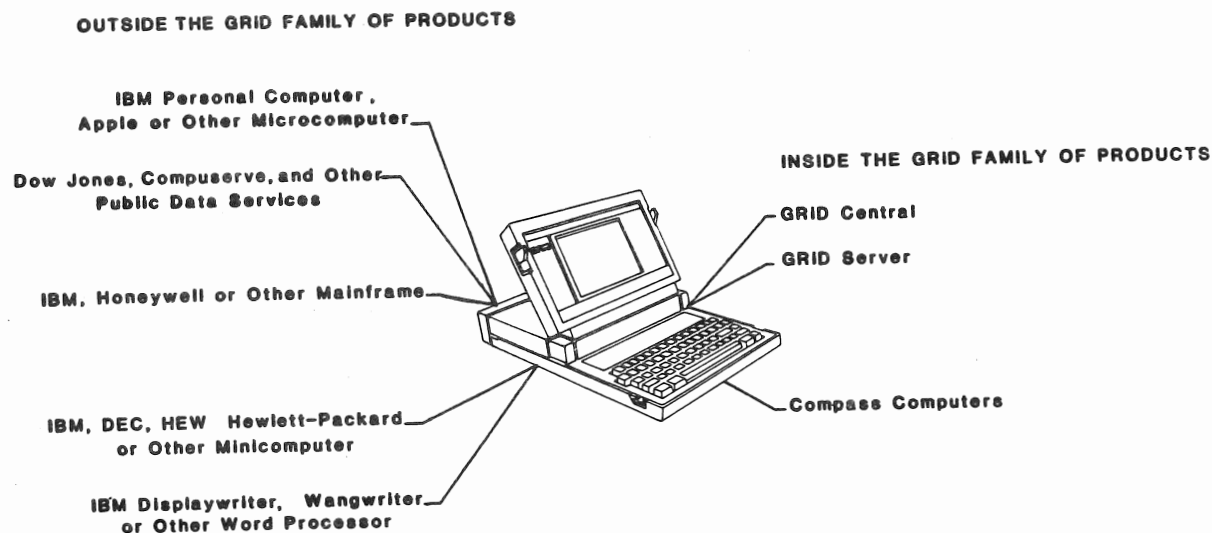 OUTSIDE THE GRID FAMILY OF PRODUCTS
IBM Personal Computer,
Apple or Other Microcomputer
Dow Jones, Compuserve, and Other
Public Data Services
IBM, Honeywell or Other Mainframe
IBM, DEC, HEW Hewlett-Packard
or Other Minicomputer
IBM Displaywriter, Wangwriter
or Other Word Processor
INSIDE THE GRID FAMILY OF PRODUCTS
GRID Central
GRID Server
Compass Computers